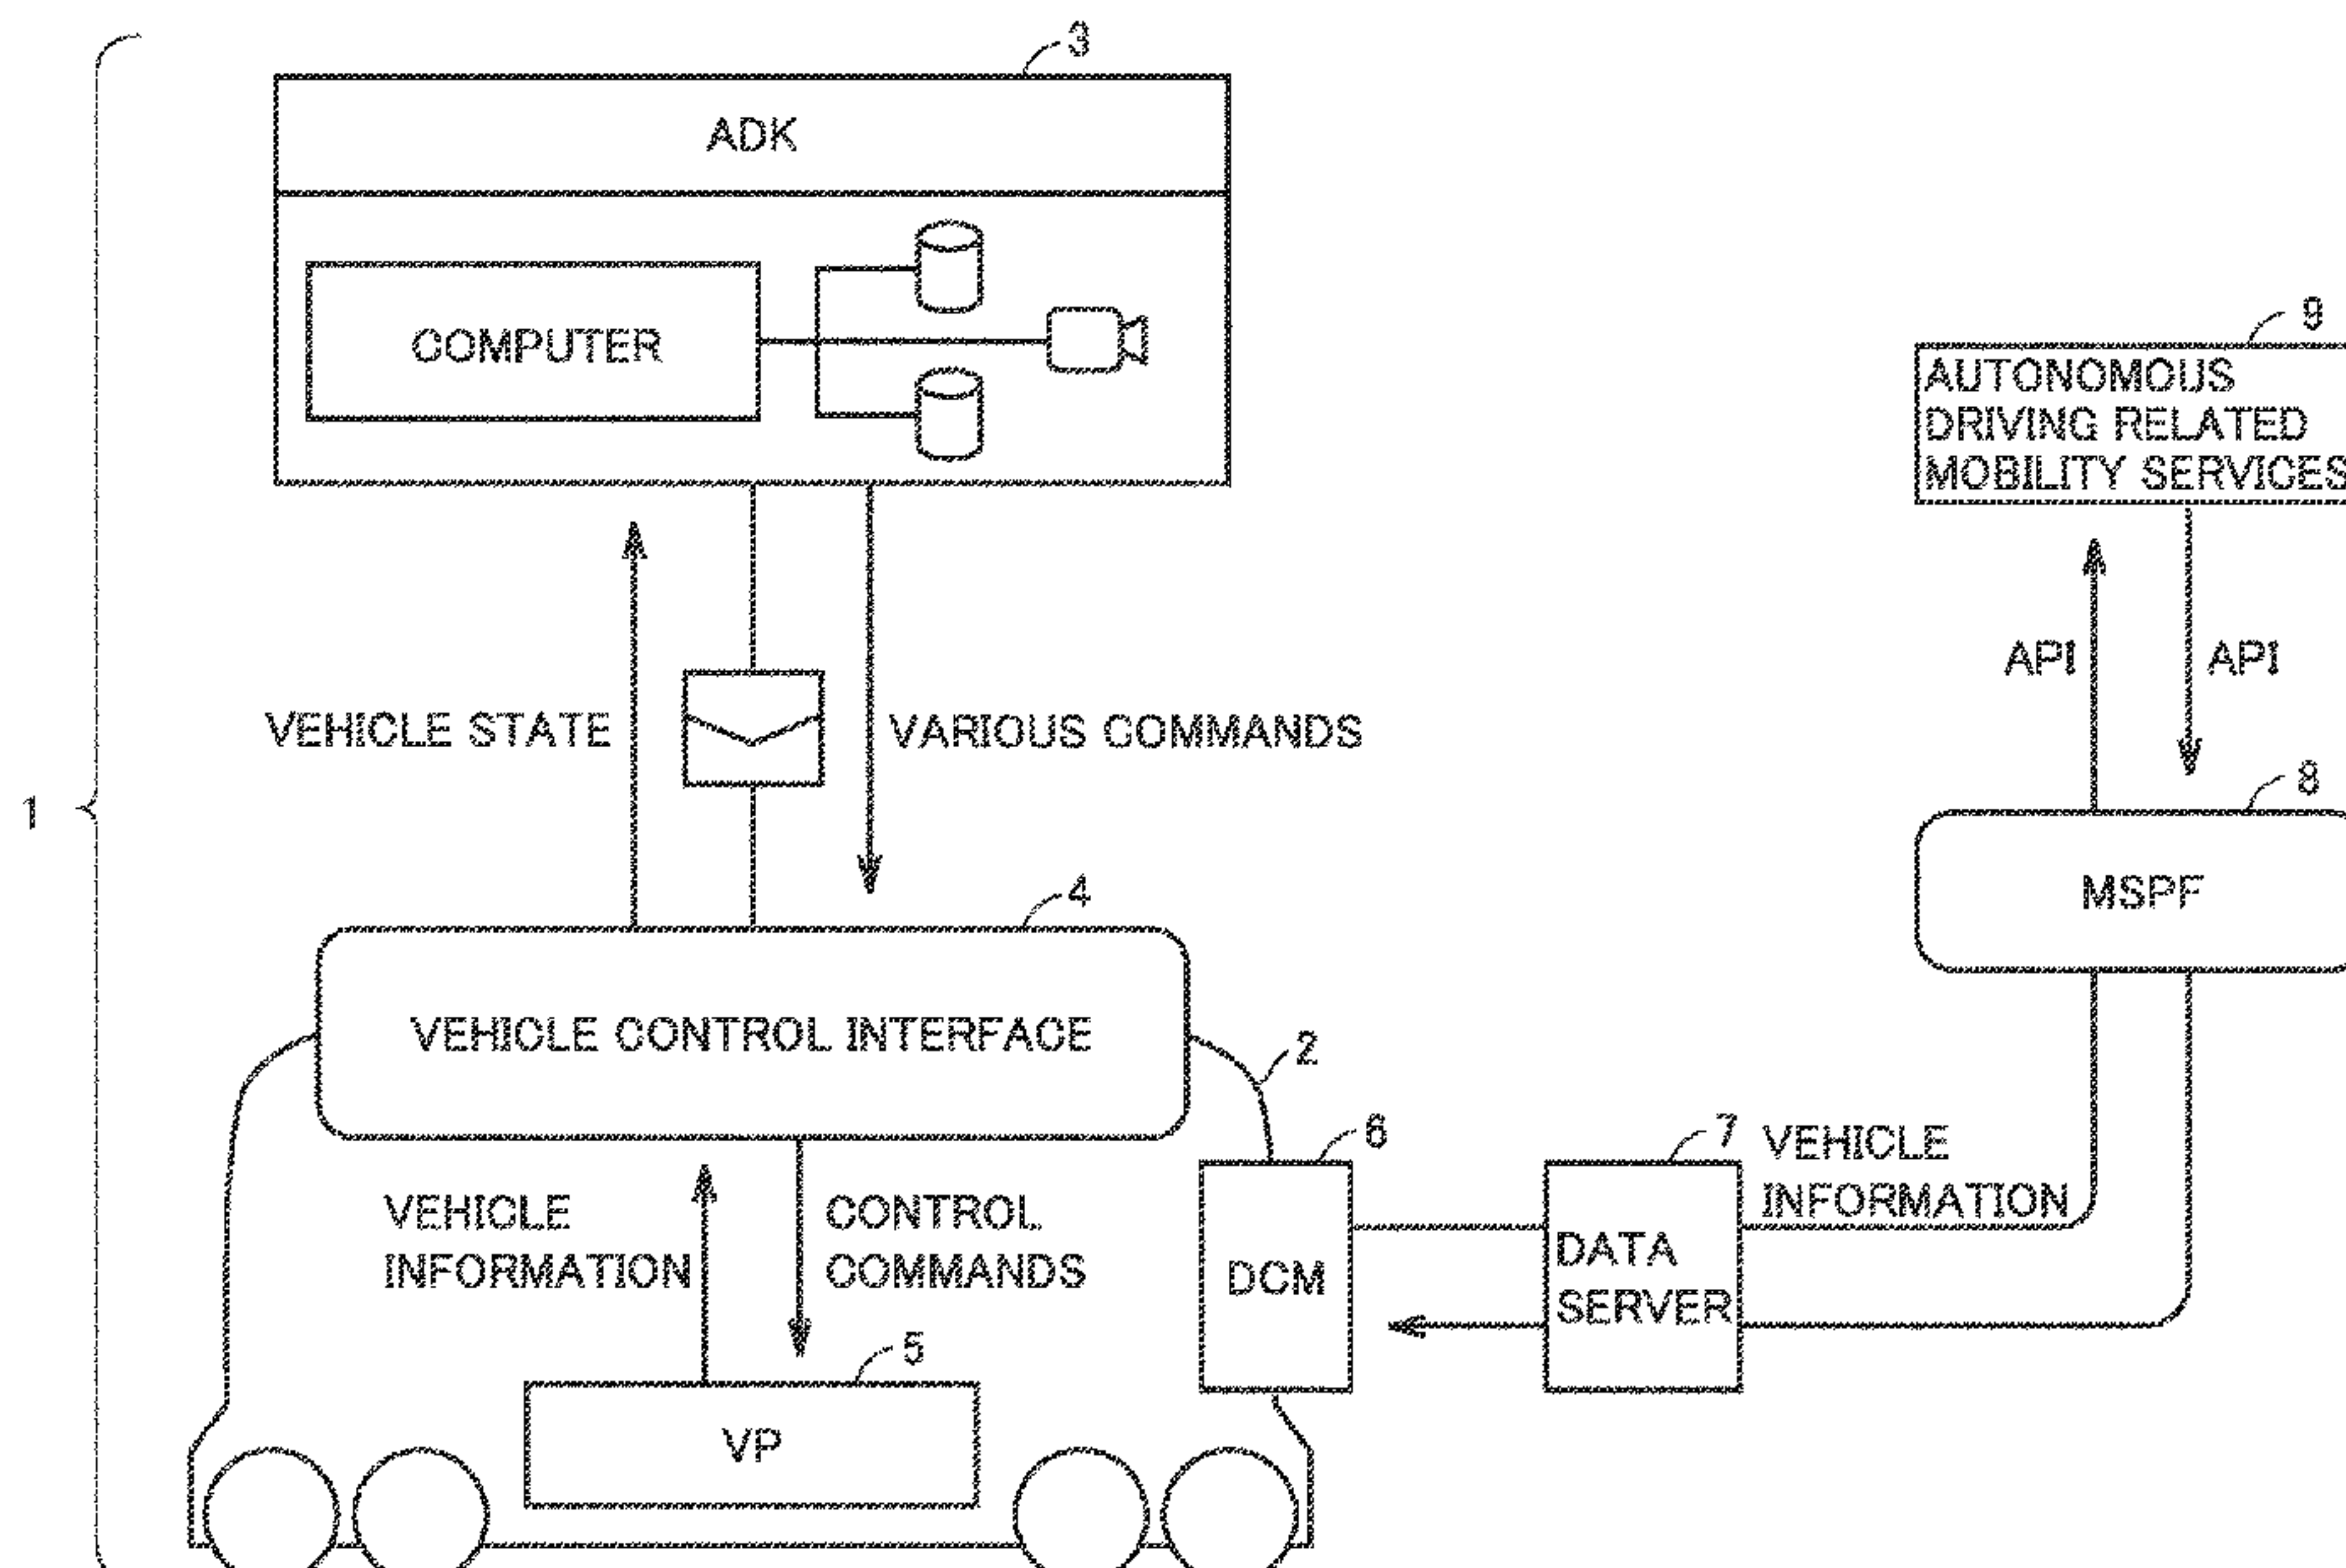 3
ADK
COMPUTER
9
AUTONOMOUS
DRIVING RELATED
MOBILITY SERVICES
API
API
VEHICLE STATE
VARIOUS COMMANDS
1
8
MSPF
4
VEHICLE CONTROL INTERFACE
2
6
7
VEHICLE
INFORMATION
VEHICLE
INFORMATION
CONTROL
COMMANDS
DCM
DATA
SERVER
5
VP